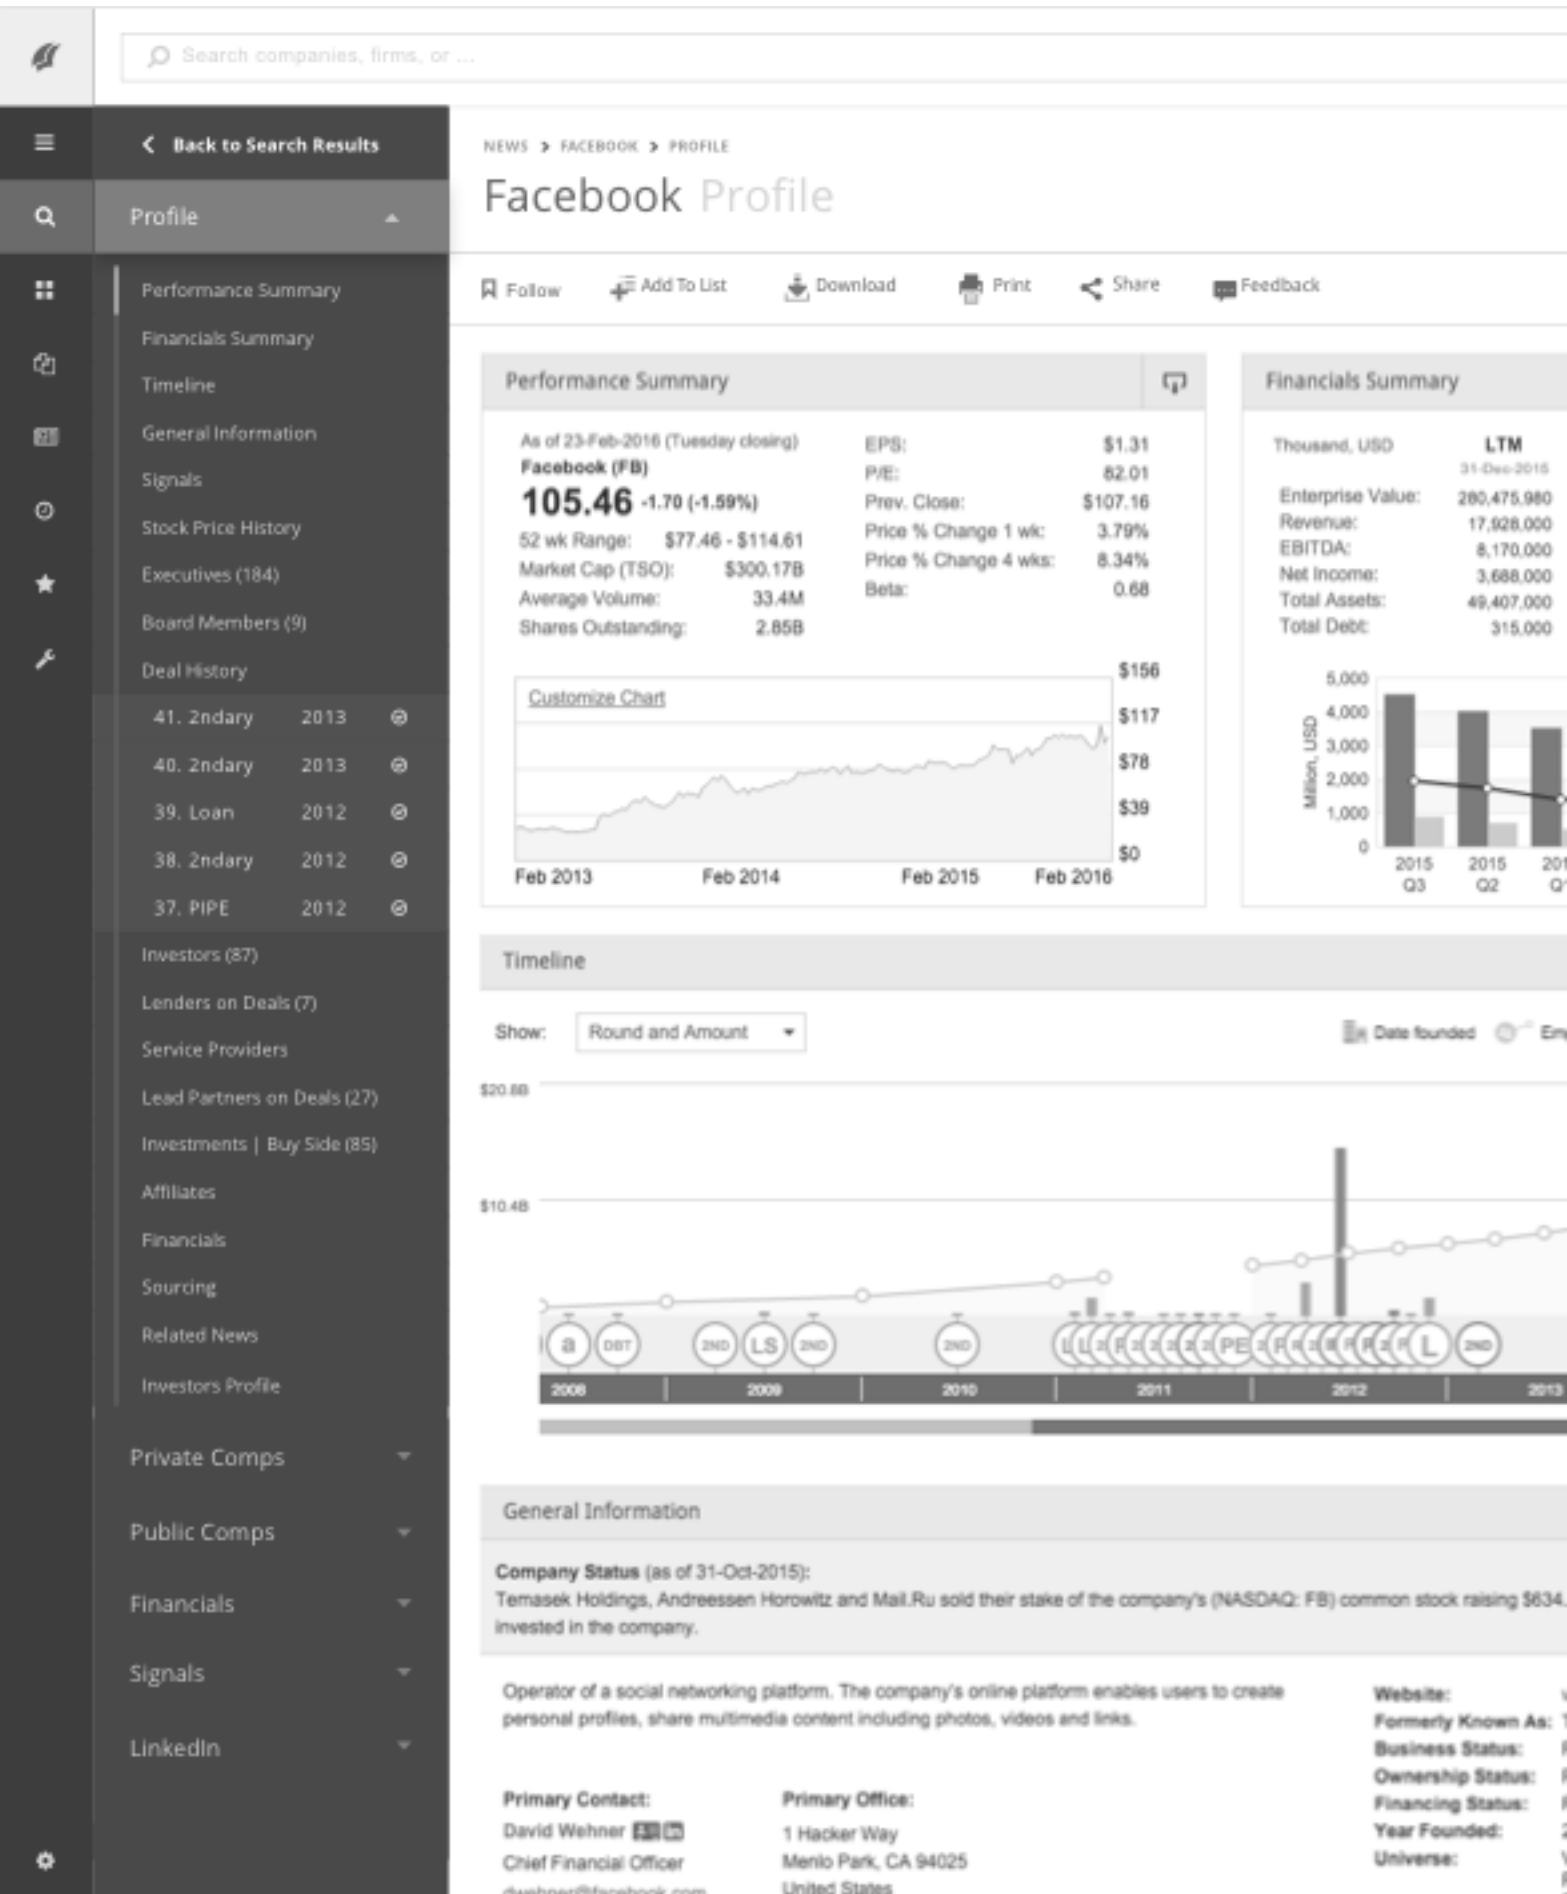 Search companies, firms, or ...
Back to Search Results
Profile
Performance Summary
Financials Summary
Timeline
General Information
Signals
Stock Price History
Executives (184)
Board Members (9)
Deal History
41. 2ndary 2013
40. 2ndary 2013
39. Loan 2012
38. 2ndary 2012
37. PIPE 2012
Investors (87)
Lenders on Deals (7)
Service Providers
Lead Partners on Deals (27)
Investments | Buy Side (85)
Affiliates
Financials
Sourcing
Related News
Investors Profile
Private Comps
Public Comps
Financials
Signals
LinkedIn
NEWS > FACEBOOK > PROFILE
Facebook Profile
Follow Add To List Download Print Share Feedback
Performance Summary
As of 23-Feb-2016 (Tuesday closing)
Facebook (FB)
105.46 -1.70 (-1.59%)
52 wk Range: $77.46 - $114.61
Market Cap (TSO): $300.17B
Average Volume: 33.4M
Shares Outstanding: 2.85B
EPS: $1.31
P/E: 82.01
Prev. Close: $107.16
Price % Change 1 wk: 3.79%
Price % Change 4 wks: 8.34%
Beta: 0.68
Customize Chart
$156
$117
$78
$39
$0
Feb 2013 Feb 2014 Feb 2015 Feb 2016
Financials Summary
Thousand, USD LTM
31-Dec-2015
Enterprise Value: 280,475,980
Revenue: 17,928,000
EBITDA: 8,170,000
Net Income: 3,688,000
Total Assets: 49,407,000
Total Debt: 315,000
Million, USD
5,000
4,000
3,000
2,000
1,000
0
2015 2015 201
Q3 Q2 Q
Timeline
Show: Round and Amount
Date founded Em
$20.8B
$10.4B
a DBT 2ND LS 2ND 2ND PE L 2ND
2008 2009 2010 2011 2012 2013
General Information
Company Status (as of 31-Oct-2015):
Temasek Holdings, Andreessen Horowitz and Mail.Ru sold their stake of the company's (NASDAQ: FB) common stock raising $634.
invested in the company.
Operator of a social networking platform. The company's online platform enables users to create
personal profiles, share multimedia content including photos, videos and links.
Primary Contact:
David Wehner
Chief Financial Officer
dwehner@facebook.com
Primary Office:
1 Hacker Way
Menlo Park, CA 94025
United States
Website:
Formerly Known As:
Business Status:
Ownership Status:
Financing Status:
Year Founded:
Universe: